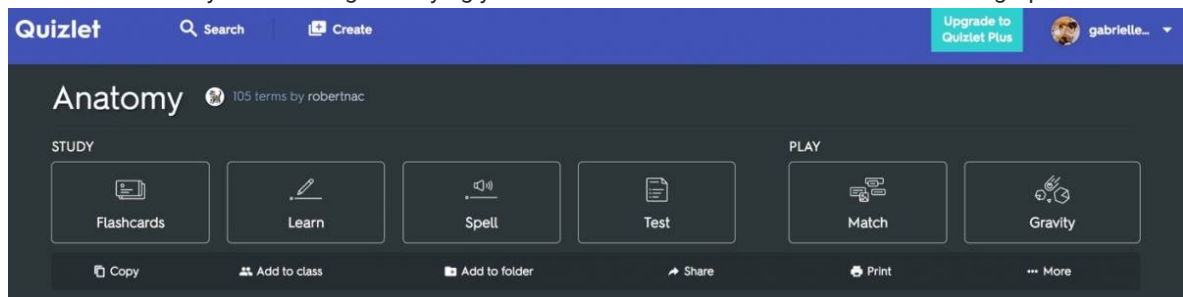 Quizlet Search Create Upgrade to
Quizlet Plus gabrielle...
Anatomy 105 terms by robertnac
STUDY PLAY
Flashcards Learn Spell Test Match Gravity
Copy Add to class Add to folder Share Print ... More